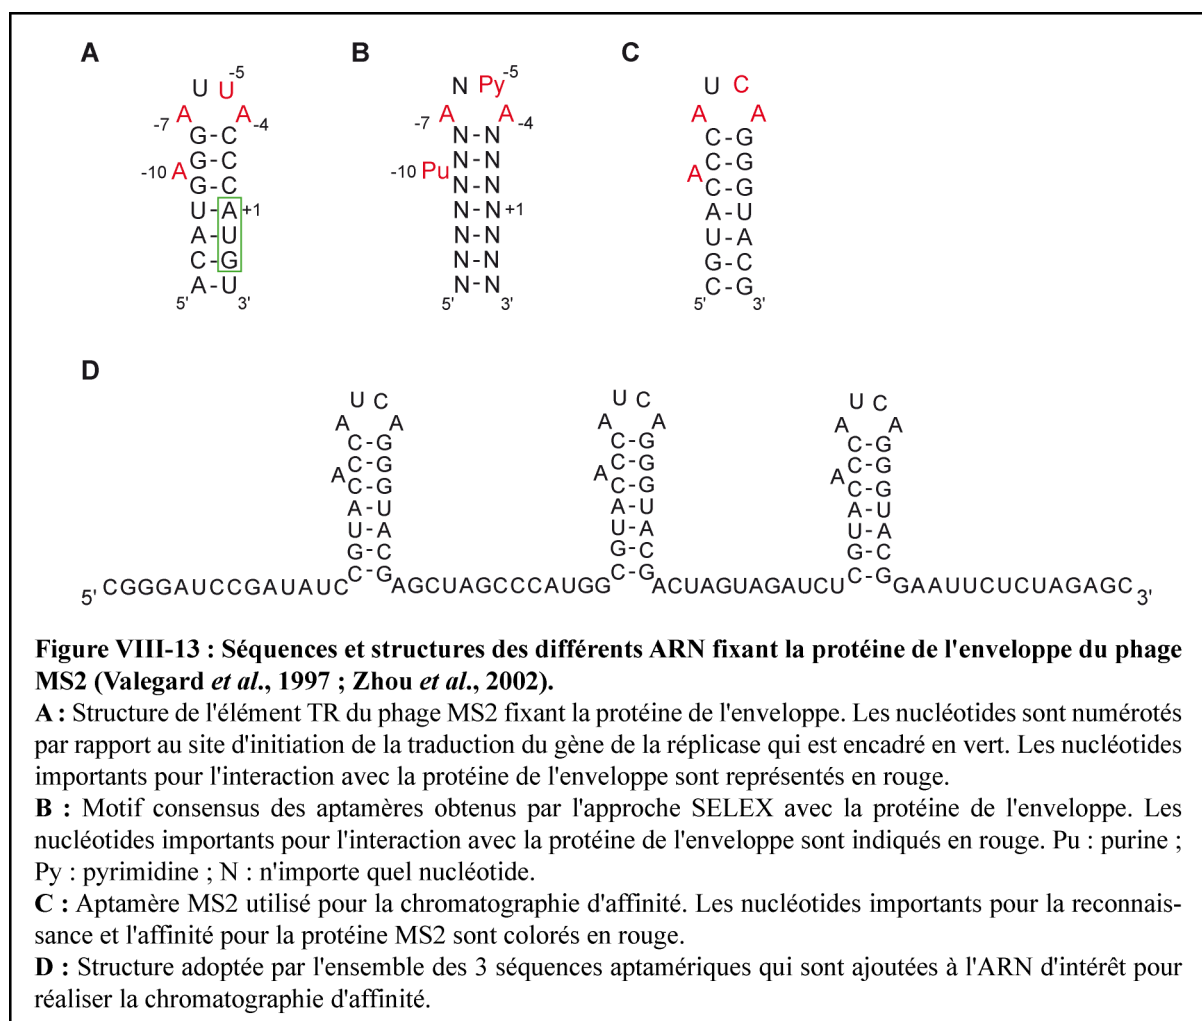 A B C
U U -5
-7 A A -4
G-C
G C
-10 A
G-C
U-A +1
A-U
C-G
A-U
5' 3'
N Py -5
-7 A A -4
N-N
N N
-10 Pu
N-N
N-N +1
N-N
N-N
N-N
5' 3'
U C
A A
C-G
C-G
A
C-G
A-U
U-A
G-C
C-G
5' 3'
D
U C U C U C
A A A A A A
C-G C-G C-G
C-G C-G C-G
A A A
C-G C-G C-G
A-U A-U A-U
U-A U-A U-A
G-C G-C G-C
5' CGGGAUCCGAUAUCC-GAGCUAGCCCAUGGC-GACUAGUAGAUCUC-GGAAUUCUCUAGAGC 3'
Figure VIII-13 : Séquences et structures des différents ARN fixant la protéine de l'enveloppe du phage
MS2 (Valegard et al., 1997 ; Zhou et al., 2002).
A : Structure de l'élément TR du phage MS2 fixant la protéine de l'enveloppe. Les nucléotides sont numérotés
par rapport au site d'initiation de la traduction du gène de la réplicase qui est encadré en vert. Les nucléotides
importants pour l'interaction avec la protéine de l'enveloppe sont représentés en rouge.
B : Motif consensus des aptamères obtenus par l'approche SELEX avec la protéine de l'enveloppe. Les
nucléotides importants pour l'interaction avec la protéine de l'enveloppe sont indiqués en rouge. Pu : purine ;
Py : pyrimidine ; N : n'importe quel nucléotide.
C : Aptamère MS2 utilisé pour la chromatographie d'affinité. Les nucléotides importants pour la reconnais-
sance et l'affinité pour la protéine MS2 sont colorés en rouge.
D : Structure adoptée par l'ensemble des 3 séquences aptamériques qui sont ajoutées à l'ARN d'intérêt pour
réaliser la chromatographie d'affinité.